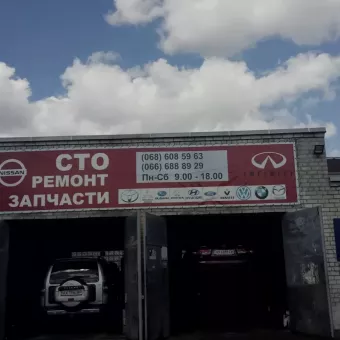 NISSAN
СТО
РЕМОНТ
ЗАПЧАСТИ
(068) 608 59 63
(066) 688 89 29
Пн-Сб 9.00 - 18.00
INFINITI